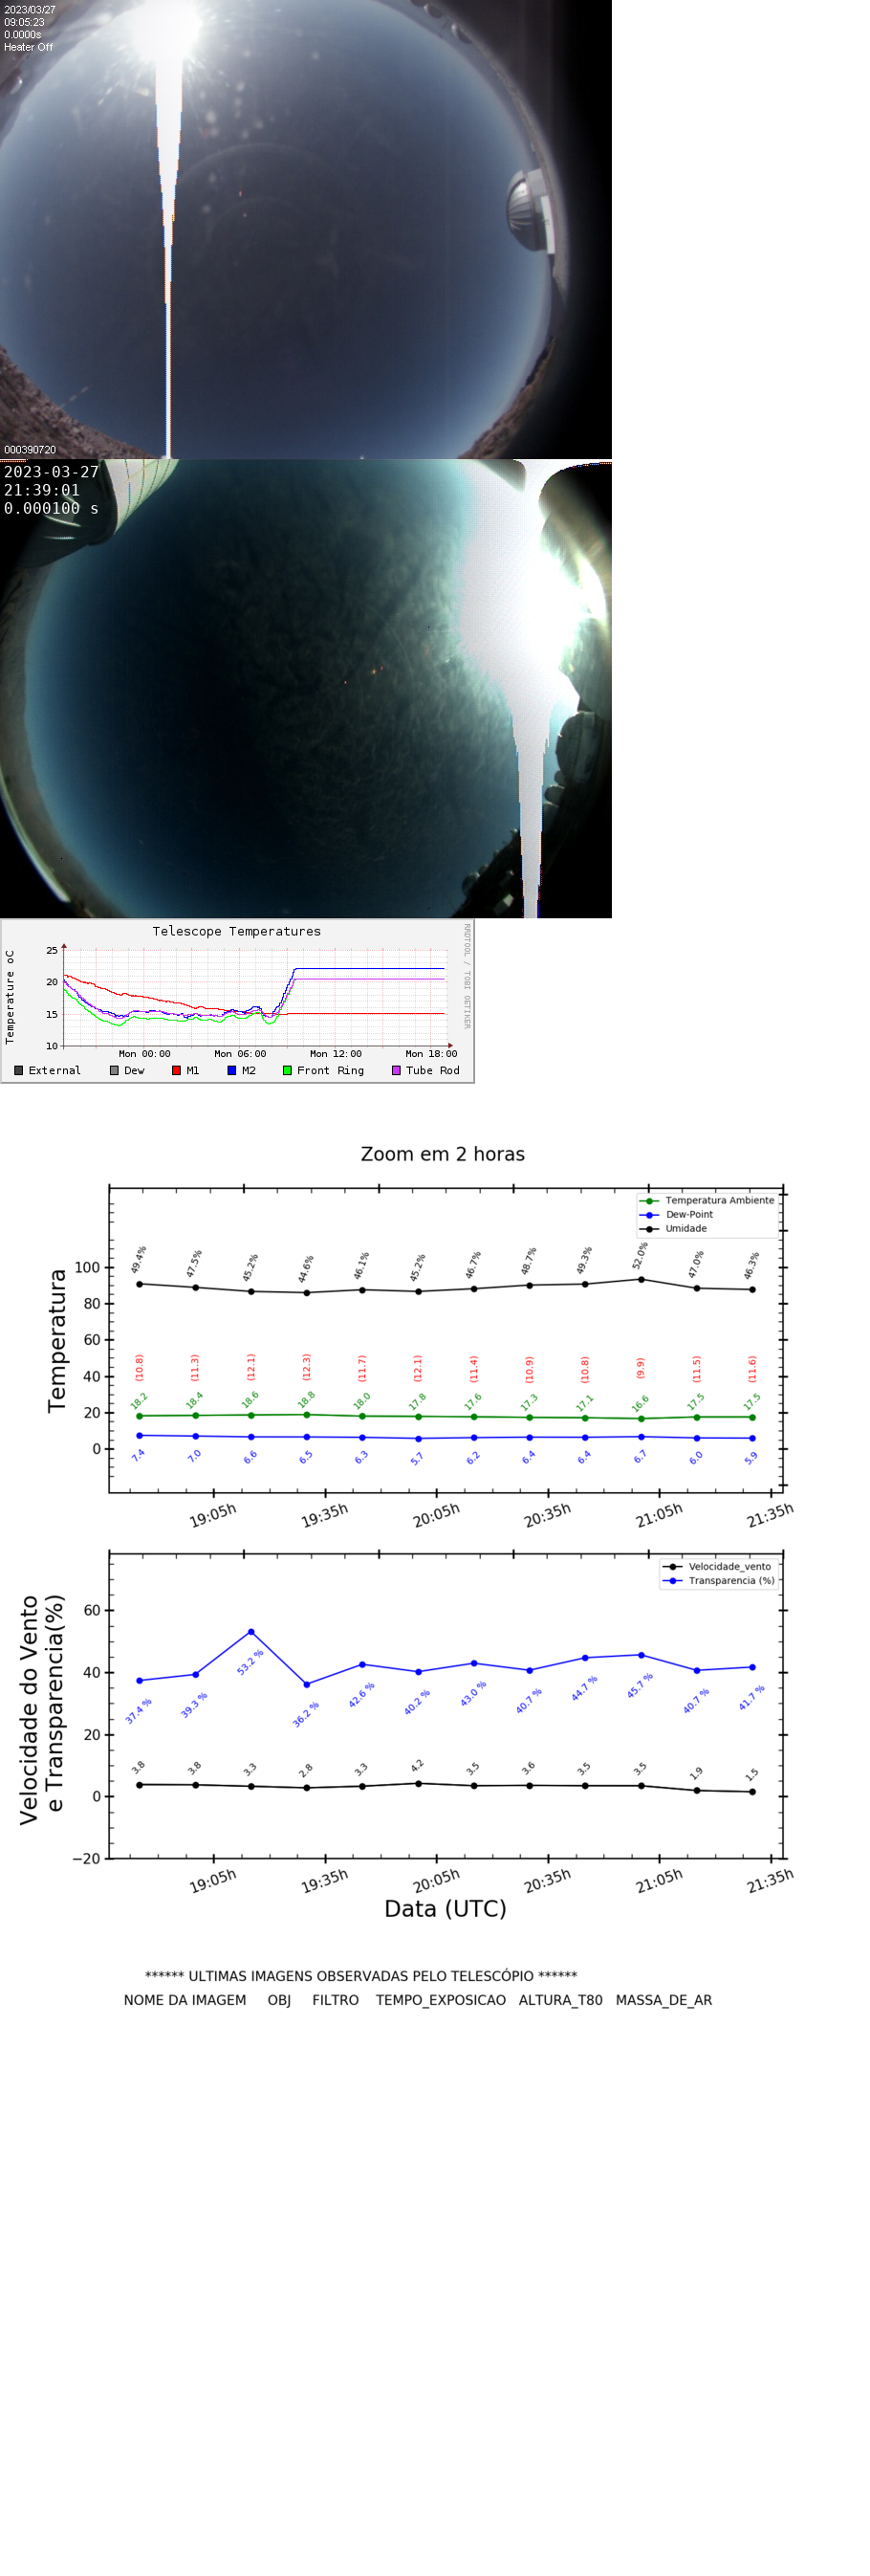 2023/03/27
09:05:23
0.0000s
Heater Off
000390720
2023-03-27
21:39:01
0.000100 s
Telescope Temperatures
RRDTOOL / TOBI OETIKER
Temperature oC
25
20
15
10
Mon 00:00 Mon 06:00 Mon 12:00 Mon 18:00
External Dew M1 M2 Front Ring Tube Rod
Zoom em 2 horas
Temperatura Ambiente
Dew-Point
Umidade
Temperatura
100
80
60
40
20
0
49.4% 47.5% 45.2% 44.6% 46.1% 45.2% 46.7% 48.7% 49.3% 52.0% 47.0% 46.3%
(10.8) (11.3) (12.1) (12.3) (11.7) (12.1) (11.4) (10.9) (10.8) (9.9) (11.5) (11.6)
18.2 18.4 18.6 18.8 18.0 17.8 17.6 17.3 17.1 16.6 17.5 17.5
7.4 7.0 6.6 6.5 6.3 5.7 6.2 6.4 6.4 6.7 6.0 5.9
19:05h 19:35h 20:05h 20:35h 21:05h 21:35h
Velocidade_vento
Transparencia (%)
Velocidade do Vento
e Transparencia(%)
60
40
20
0
−20
37.4 % 39.3 % 53.2 % 36.2 % 42.6 % 40.2 % 43.0 % 40.7 % 44.7 % 45.7 % 40.7 % 41.7 %
3.8 3.8 3.3 2.8 3.3 4.2 3.5 3.6 3.5 3.5 1.9 1.5
19:05h 19:35h 20:05h 20:35h 21:05h 21:35h
Data (UTC)
****** ULTIMAS IMAGENS OBSERVADAS PELO TELESCÓPIO ******
NOME DA IMAGEM OBJ FILTRO TEMPO_EXPOSICAO ALTURA_T80 MASSA_DE_AR